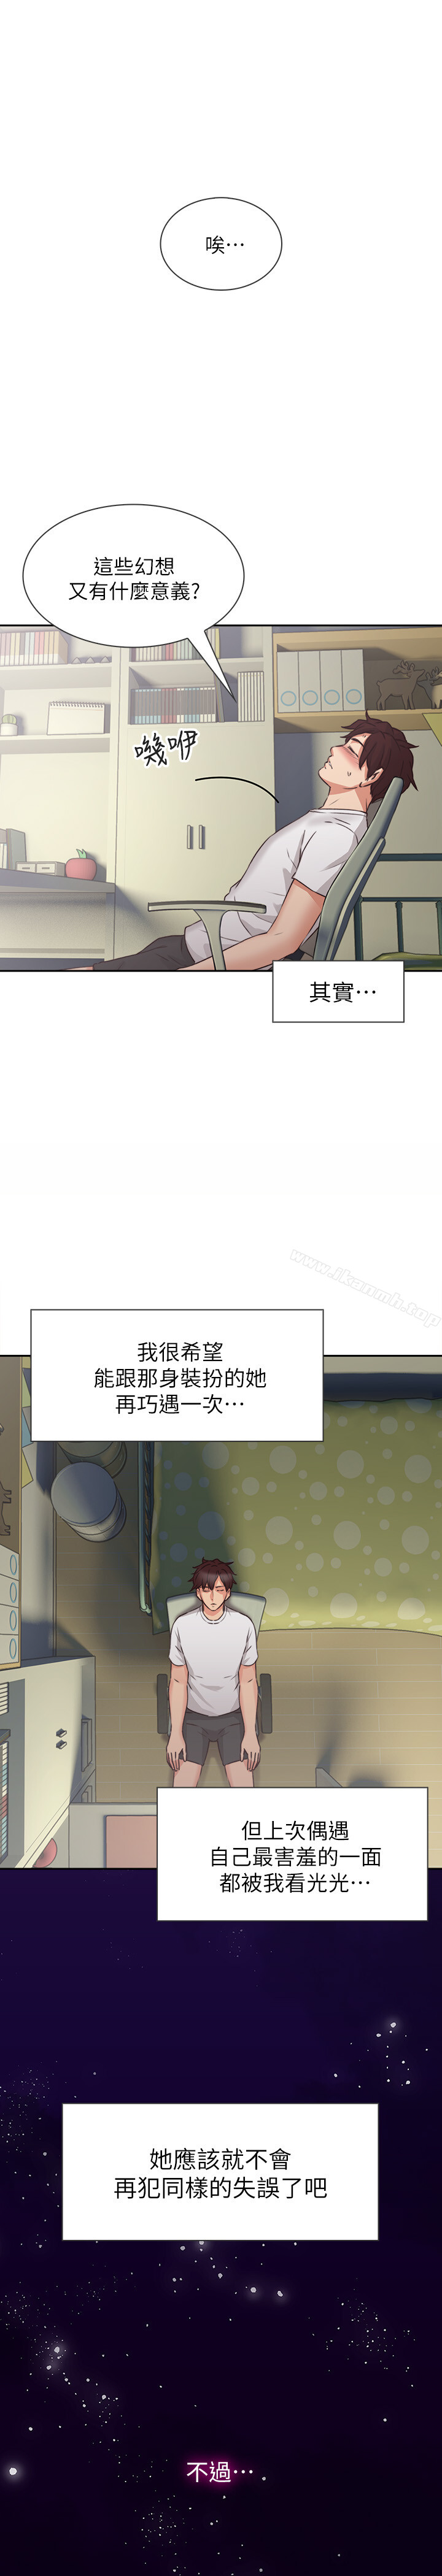 唉…
這些幻想
又有什麼意義?
嘰咿
其實…
www.ikanmh.top
我很希望
能跟那身裝扮的她
再巧遇一次…
但上次偶遇
自己最害羞的一面
都被我看光光…
她應該就不會
再犯同樣的失誤了吧
不過…